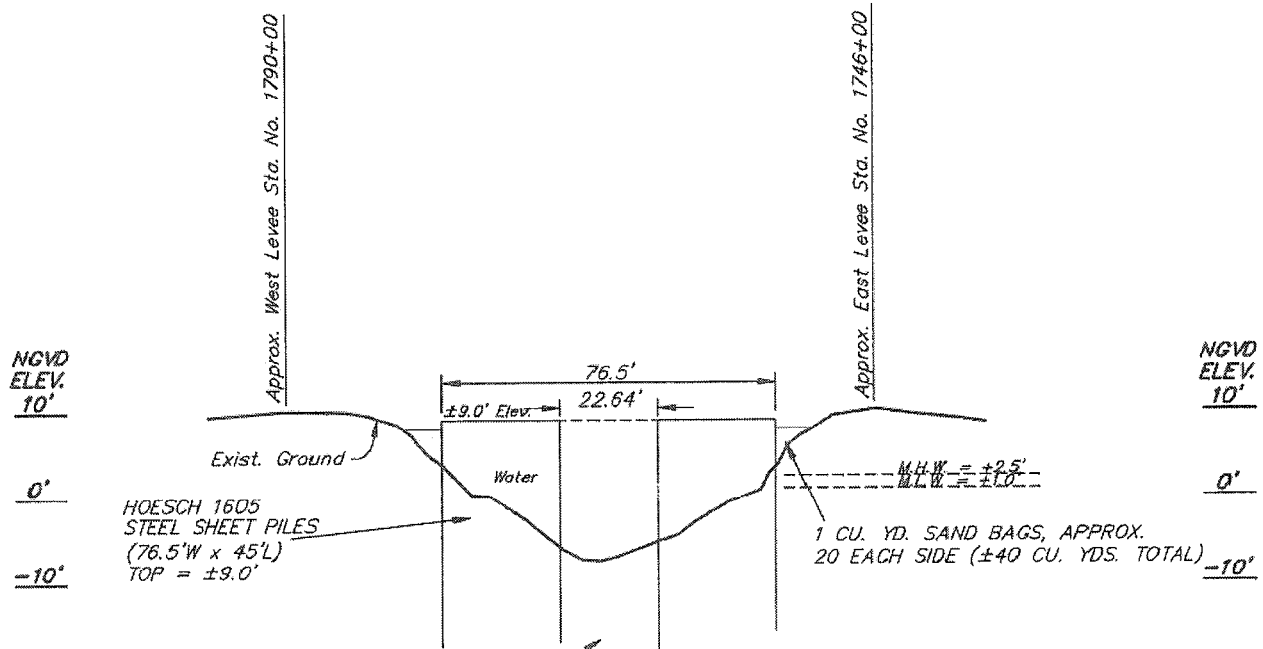 Approx. West Levee Sta. No. 1790+00
Approx. East Levee Sta. No. 1746+00
NGVD
ELEV.
10'
0'
-10'
76.5'
22.64'
±9.0' Elev.
Exist. Ground
Water
HOESCH 1605
STEEL SHEET PILES
(76.5'W x 45'L)
TOP = ±9.0'
M.H.W. = +2.5'
M.L.W. = ±1.0'
1 CU. YD. SAND BAGS, APPROX.
20 EACH SIDE (±40 CU. YDS. TOTAL)
NGVD
ELEV.
10'
0'
-10'